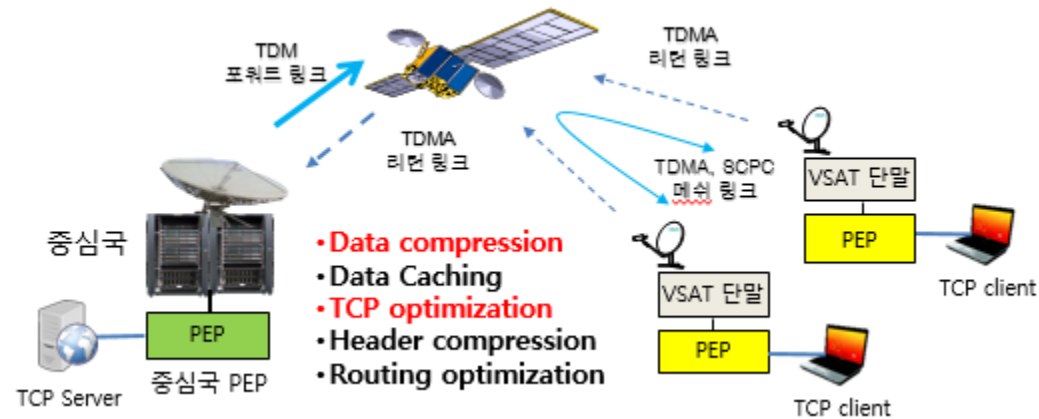 TDM
포워드 링크
TDMA
리턴 링크
TDMA
리턴 링크
TDMA, SCPC
메쉬 링크
VSAT 단말
PEP
TCP client
VSAT 단말
PEP
TCP client
중심국
PEP
중심국 PEP
TCP Server
•Data compression
•Data Caching
•TCP optimization
•Header compression
•Routing optimization